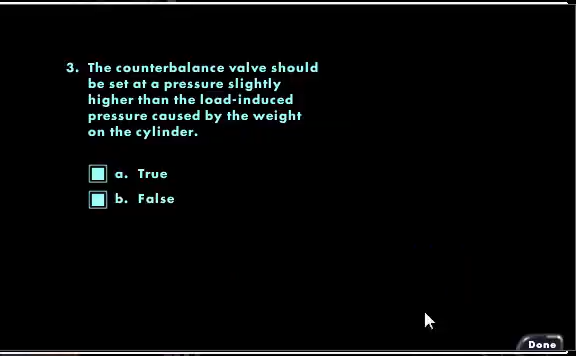 3. The counterbalance valve should
be set at a pressure slightly
higher than the load-induced
pressure caused by the weight
on the cylinder.
a. True
b. False
Done